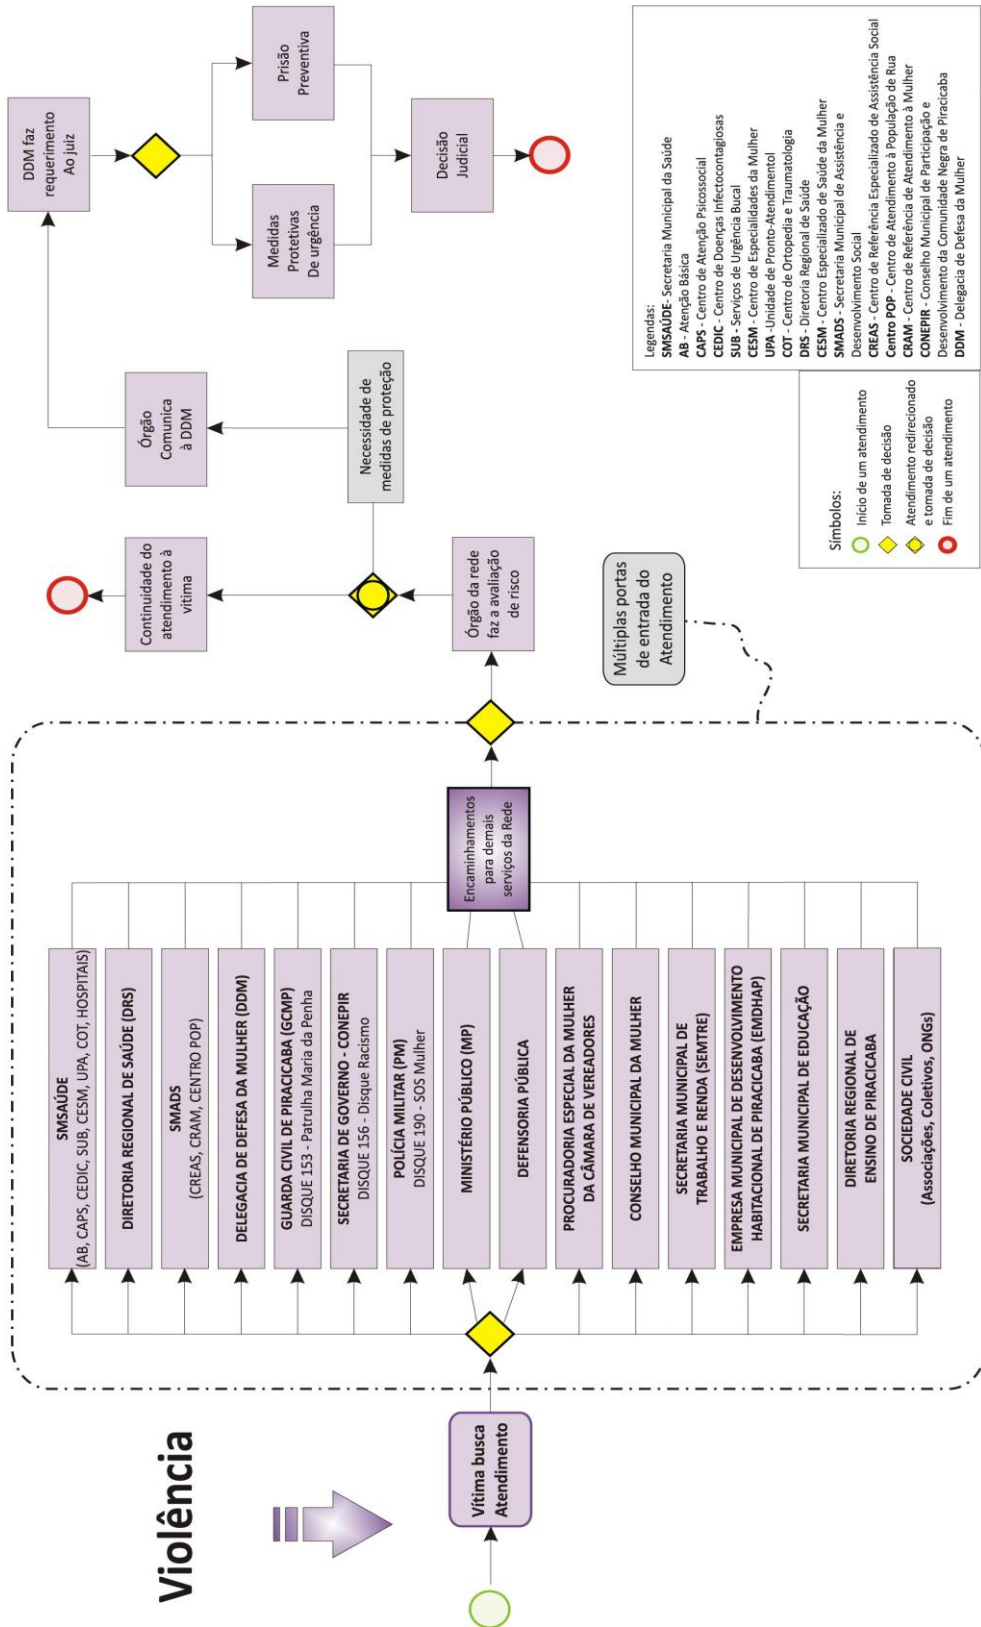 Violência
Vítima busca
Atendimento
SMSAÚDE
(AB, CAPS, CEDIC, SUB, CESM, UPA, COT, HOSPITAIS)
DIRETORIA REGIONAL DE SAÚDE (DRS)
SMADS
(CREAS, CRAM, CENTRO POP)
DELEGACIA DE DEFESA DA MULHER (DDM)
GUARDA CIVIL DE PIRACICABA (GCMP)
DISQUE 153 - Patrulha Maria da Penha
SECRETARIA DE GOVERNO - CONEPIR
DISQUE 156 - Disque Racismo
POLÍCIA MILITAR (PM)
DISQUE 190 - SOS Mulher
MINISTÉRIO PÚBLICO (MP)
DEFENSORIA PÚBLICA
PROCURADORIA ESPECIAL DA MULHER
DA CÂMARA DE VEREADORES
CONSELHO MUNICIPAL DA MULHER
SECRETARIA MUNICIPAL DE
TRABALHO E RENDA (SEMTRE)
EMPRESA MUNICIPAL DE DESENVOLVIMENTO
HABITACIONAL DE PIRACICABA (EMDHAP)
SECRETARIA MUNICIPAL DE EDUCAÇÃO
DIRETORIA REGIONAL DE
ENSINO DE PIRACICABA
SOCIEDADE CIVIL
(Associações, Coletivos, ONGs)
Encaminhamentos
para demais
serviços da Rede
Múltiplas portas
de entrada do
Atendimento
Órgão da rede
faz a avaliação
de risco
Continuidade do
atendimento à
vítima
Necessidade de
medidas de proteção
Órgão
Comunica
à DDM
DDM faz
requerimento
Ao juiz
Medidas
Protetivas
De urgência
Prisão
Preventiva
Decisão
Judicial
Símbolos:
Início de um atendimento
Tomada de decisão
Atendimento redirecionado
e tomada de decisão
Fim de um atendimento
Legendas:
SMSAÚDE- Secretaria Municipal da Saúde
AB - Atenção Básica
CAPS - Centro de Atenção Psicossocial
CEDIC - Centro de Doenças Infectocontagiosas
SUB - Serviços de Urgência Bucal
CESM - Centro de Especialidades da Mulher
UPA -Unidade de Pronto-Atendimentol
COT - Centro de Ortopedia e Traumatologia
DRS - Diretoria Regional de Saúde
CESM - Centro Especializado de Saúde da Mulher
SMADS - Secretaria Municipal de Assistência e
Desenvolvimento Social
CREAS - Centro de Referência Especializado de Assistência Social
Centro POP - Centro de Atendimento à População de Rua
CRAM - Centro de Referência de Atendimento à Mulher
CONEPIR - Conselho Municipal de Participação e
Desenvolvimento da Comunidade Negra de Piracicaba
DDM - Delegacia de Defesa da Mulher